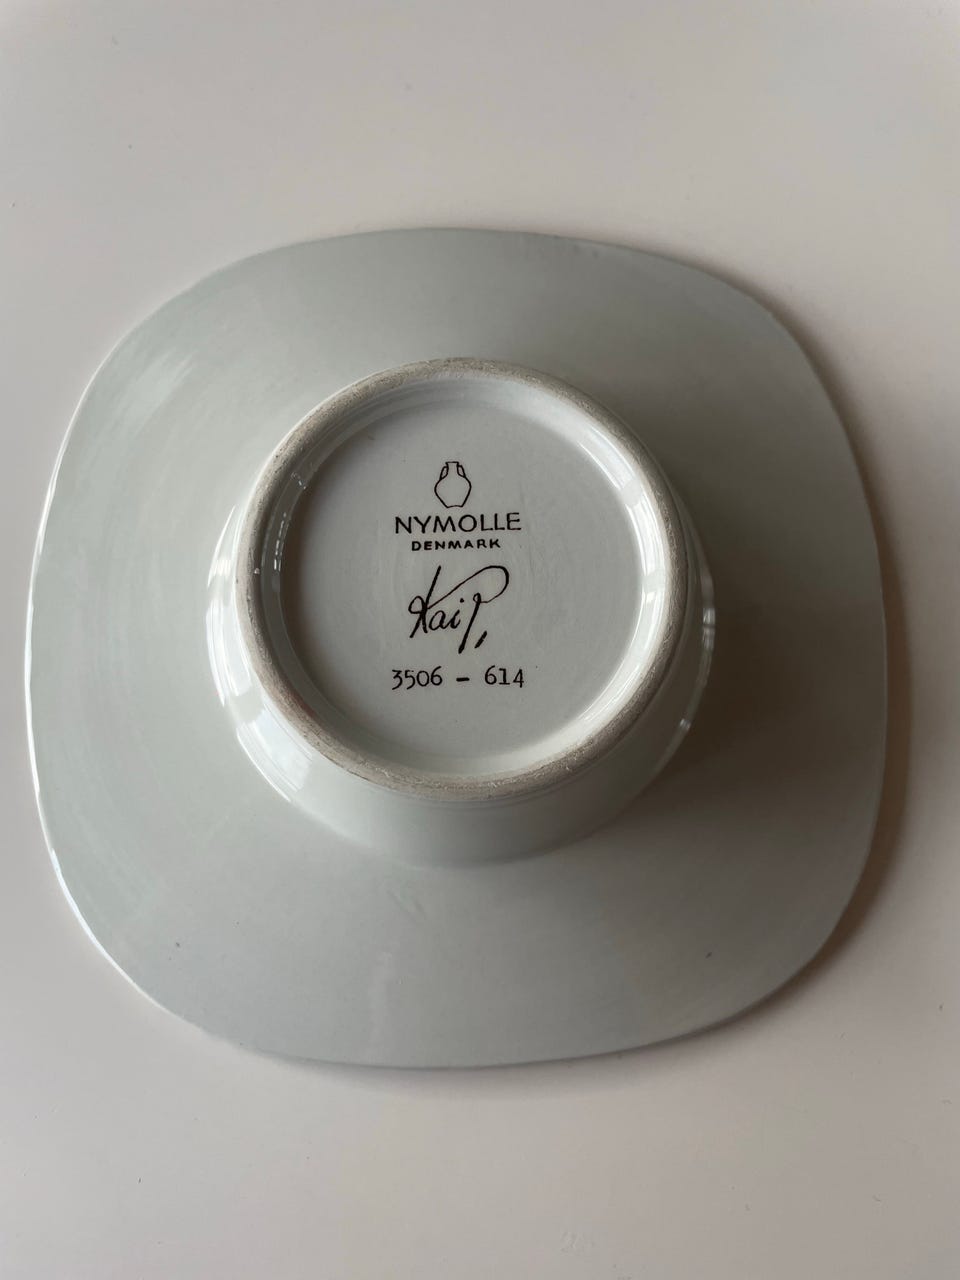 NYMOLLE
DENMARK
Kai P,
3506 - 614